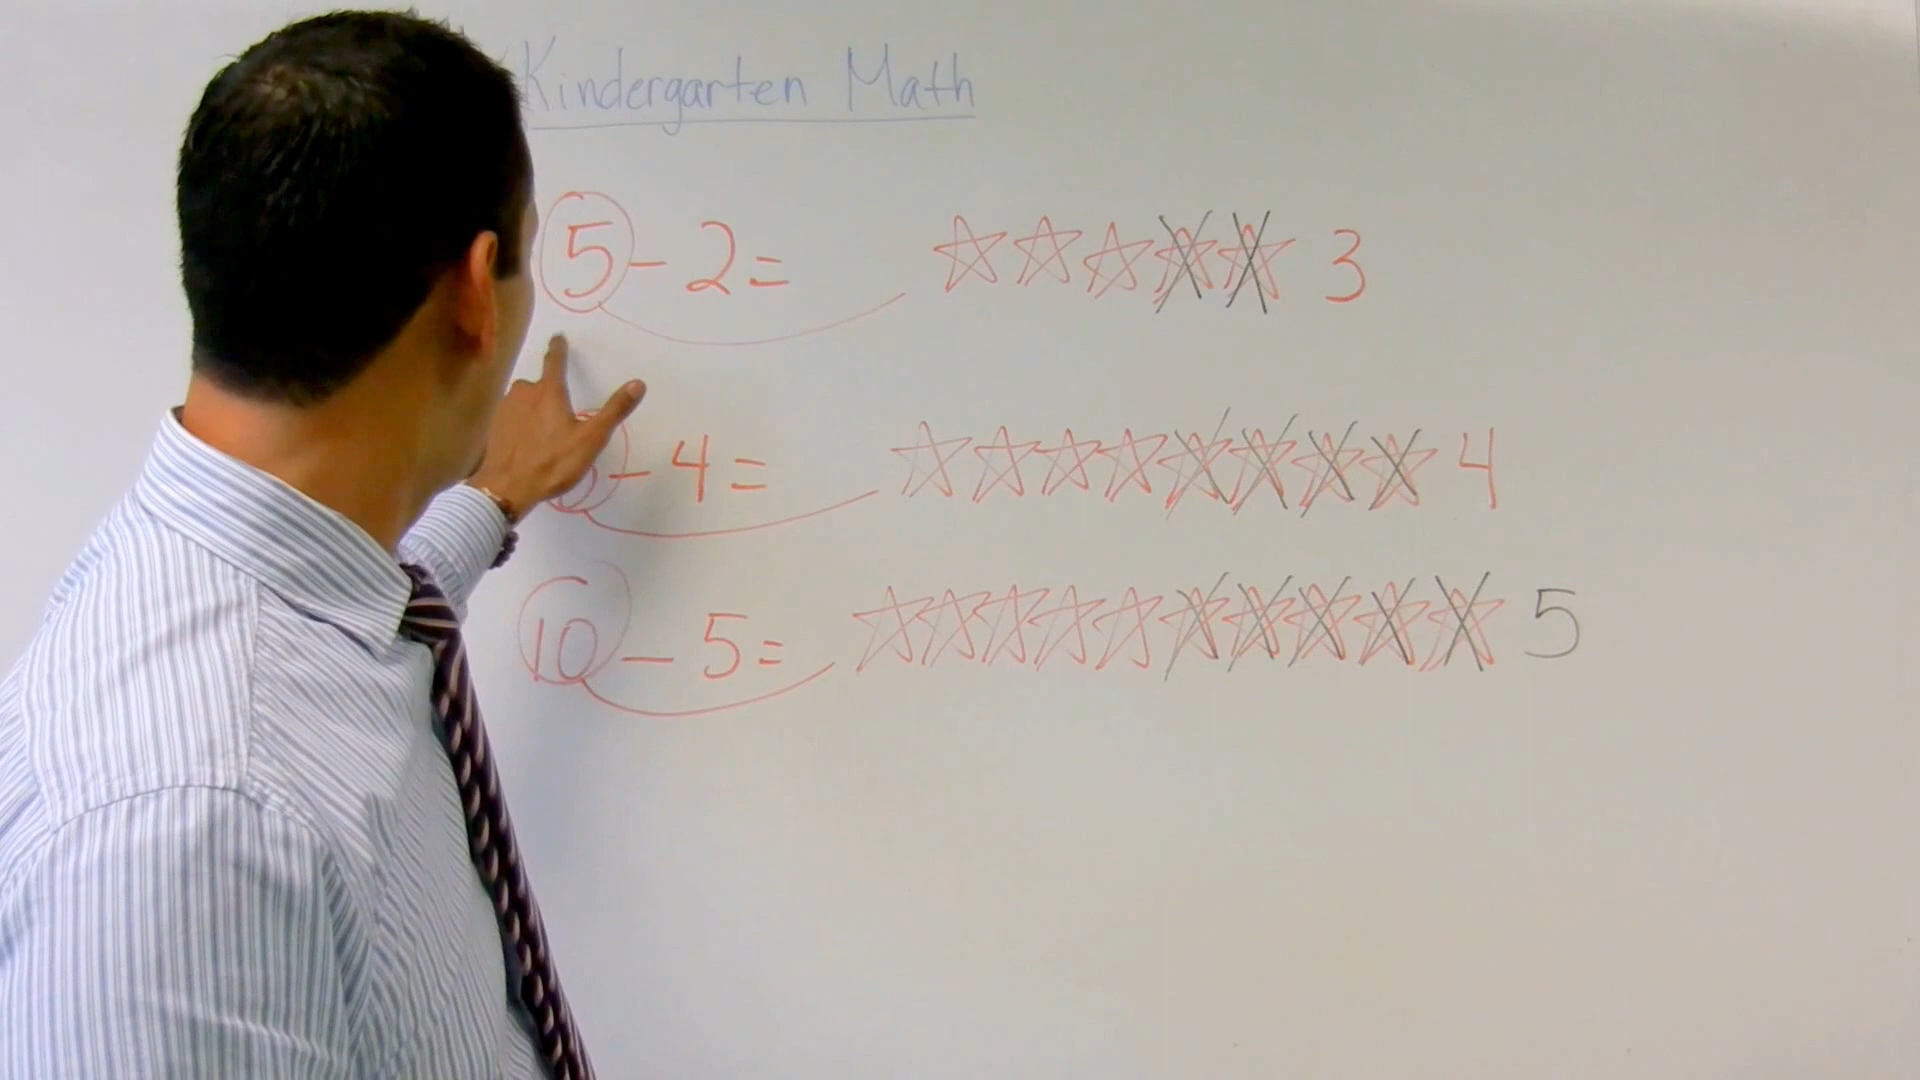 Kindergarten Math
5 - 2 = 3
- 4 = 4
10 - 5 = 5